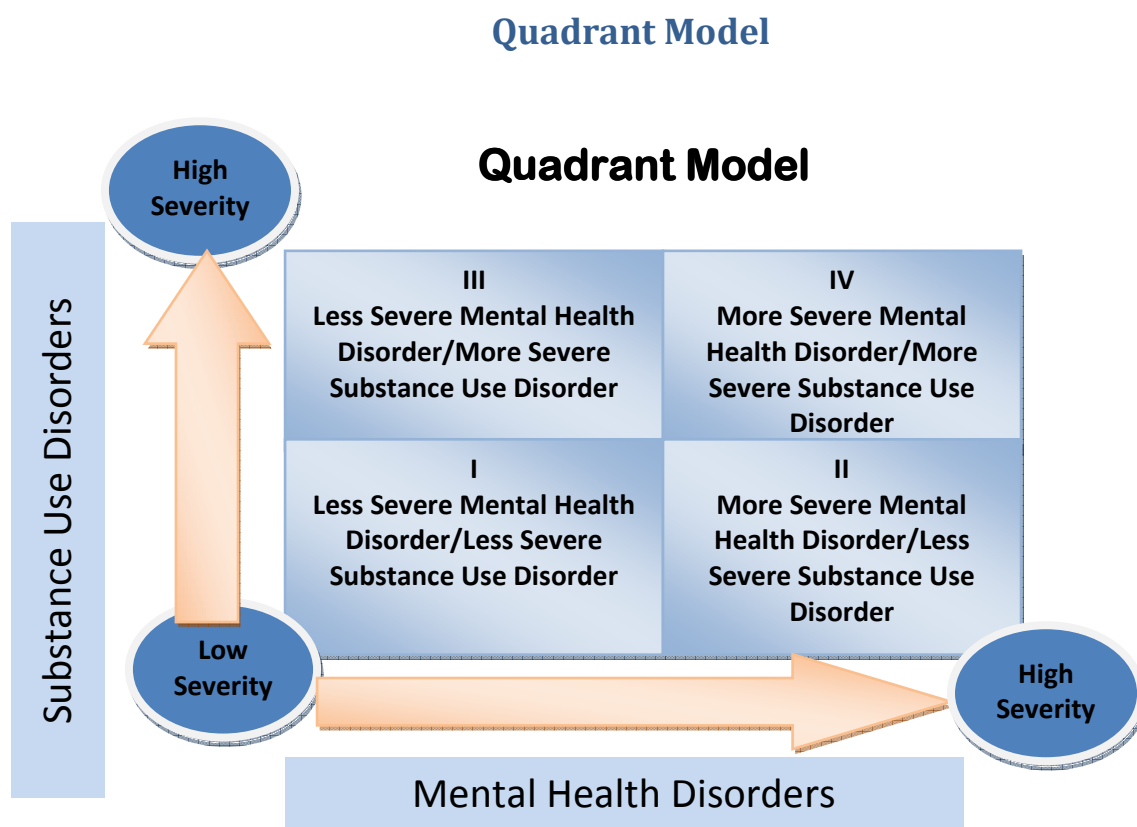 Quadrant Model
Quadrant Model
High
Severity
Substance Use Disorders
III
Less Severe Mental Health
Disorder/More Severe
Substance Use Disorder
IV
More Severe Mental
Health Disorder/More
Severe Substance Use
Disorder
I
Less Severe Mental Health
Disorder/Less Severe
Substance Use Disorder
II
More Severe Mental
Health Disorder/Less
Severe Substance Use
Disorder
Low
Severity
High
Severity
Mental Health Disorders